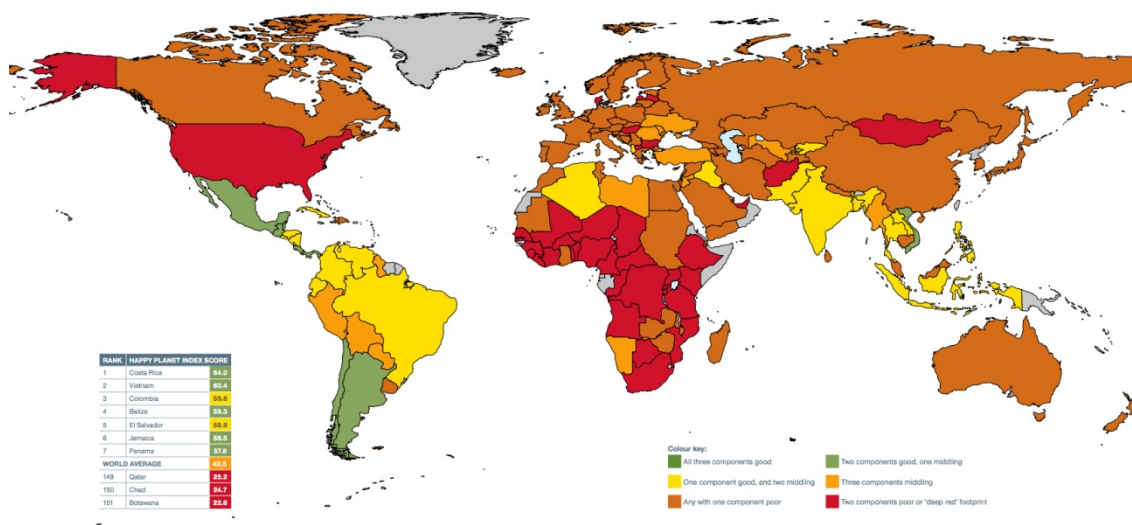 RANK HAPPY PLANET INDEX SCORE
1 Costa Rica 64.0
2 Vietnam 60.4
3 Colombia 59.8
4 Belize 59.3
5 El Salvador 58.9
6 Jamaica 58.5
7 Panama 57.8
WORLD AVERAGE 42.5
149 Qatar 25.2
150 Chad 24.7
151 Botswana 22.6
Colour key:
All three components good
Two components good, one middling
One component good, and two middling
Three components middling
Any with one component poor
Two components poor or 'deep red' footprint